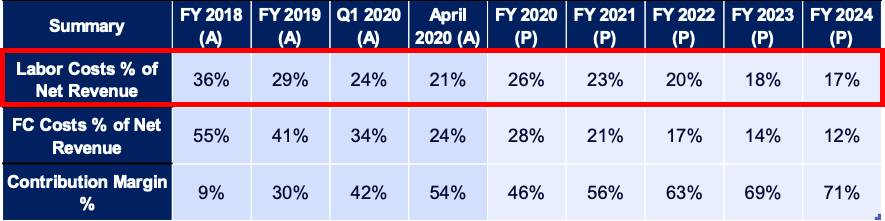 Summary FY 2018 (A) FY 2019 (A) Q1 2020 (A) April 2020 (A) FY 2020 (P) FY 2021 (P) FY 2022 (P) FY 2023 (P) FY 2024 (P)
Labor Costs % of Net Revenue 36% 29% 24% 21% 26% 23% 20% 18% 17%
FC Costs % of Net Revenue 55% 41% 34% 24% 28% 21% 17% 14% 12%
Contribution Margin % 9% 30% 42% 54% 46% 56% 63% 69% 71%